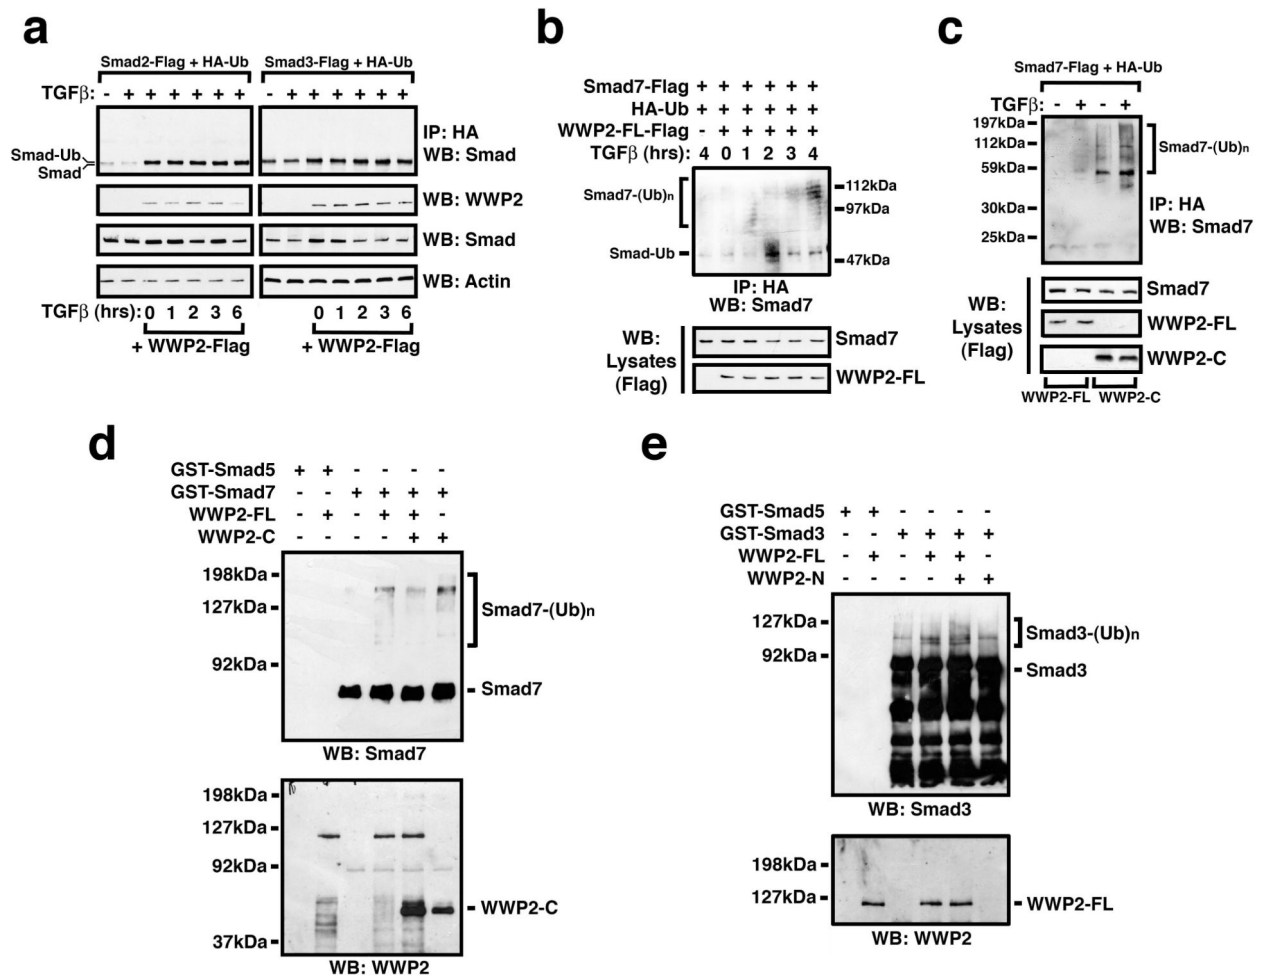 a
Smad2-Flag + HA-Ub Smad3-Flag + HA-Ub
TGFβ: - + + + + + + - + + + + + +
IP: HA
WB: Smad
Smad-Ub
Smad
WB: WWP2
WB: Smad
WB: Actin
TGFβ (hrs): 0 1 2 3 6 0 1 2 3 6
+ WWP2-Flag + WWP2-Flag
b
Smad7-Flag + + + + + +
HA-Ub + + + + + +
WWP2-FL-Flag - + + + + +
TGFβ (hrs): 4 0 1 2 3 4
Smad7-(Ub)n
112kDa
97kDa
Smad-Ub
47kDa
IP: HA
WB: Smad7
WB:
Lysates
(Flag)
Smad7
WWP2-FL
c
Smad7-Flag + HA-Ub
TGFβ: - + - +
197kDa
112kDa
59kDa
30kDa
25kDa
Smad7-(Ub)n
IP: HA
WB: Smad7
WB:
Lysates
(Flag)
Smad7
WWP2-FL
WWP2-C
WWP2-FL WWP2-C
d
GST-Smad5 + + - - - -
GST-Smad7 - - + + + +
WWP2-FL - + - + + -
WWP2-C - - - - + +
198kDa
127kDa
92kDa
Smad7-(Ub)n
Smad7
WB: Smad7
198kDa
127kDa
92kDa
37kDa
WWP2-C
WB: WWP2
e
GST-Smad5 + + - - - -
GST-Smad3 - - + + + +
WWP2-FL - + - + + -
WWP2-N - - - - + +
127kDa
92kDa
Smad3-(Ub)n
Smad3
WB: Smad3
198kDa
127kDa
WWP2-FL
WB: WWP2